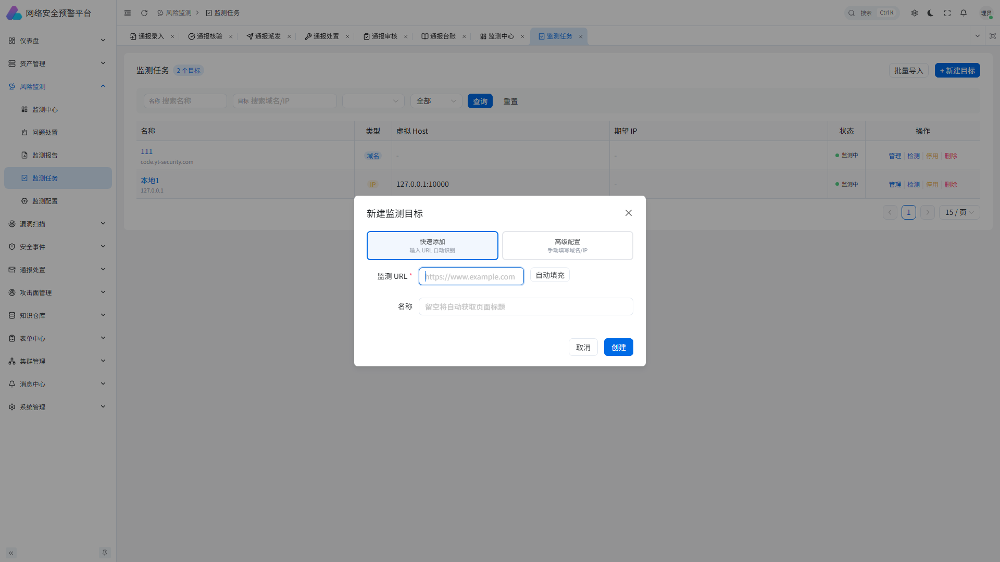 网络安全预警平台
风险监测
监测任务
搜索 Ctrl K
理员
通报录入
通报核验
通报派发
通报处置
通报审核
通报台账
监测中心
监测任务
仪表盘
资产管理
风险监测
监测中心
问题处置
监测报告
监测任务
监测配置
漏洞扫描
安全事件
通报处置
攻击面管理
知识仓库
表单中心
集群管理
消息中心
系统管理
监测任务 2 个目标
批量导入
+ 新建目标
名称 搜索名称
目标 搜索域名/IP
全部
查询
重置
名称 类型 虚拟 Host 期望 IP 状态 操作
111
code.yt-security.com
域名 - - 监测中 管理 检测 停用 删除
本地1
127.0.0.1
IP 127.0.0.1:10000 - 监测中 管理 检测 停用 删除
1
15 / 页
新建监测目标
快速添加
输入 URL 自动识别
高级配置
手动填写域名/IP
监测 URL * https://www.example.com 自动填充
名称 留空将自动获取页面标题
取消
创建